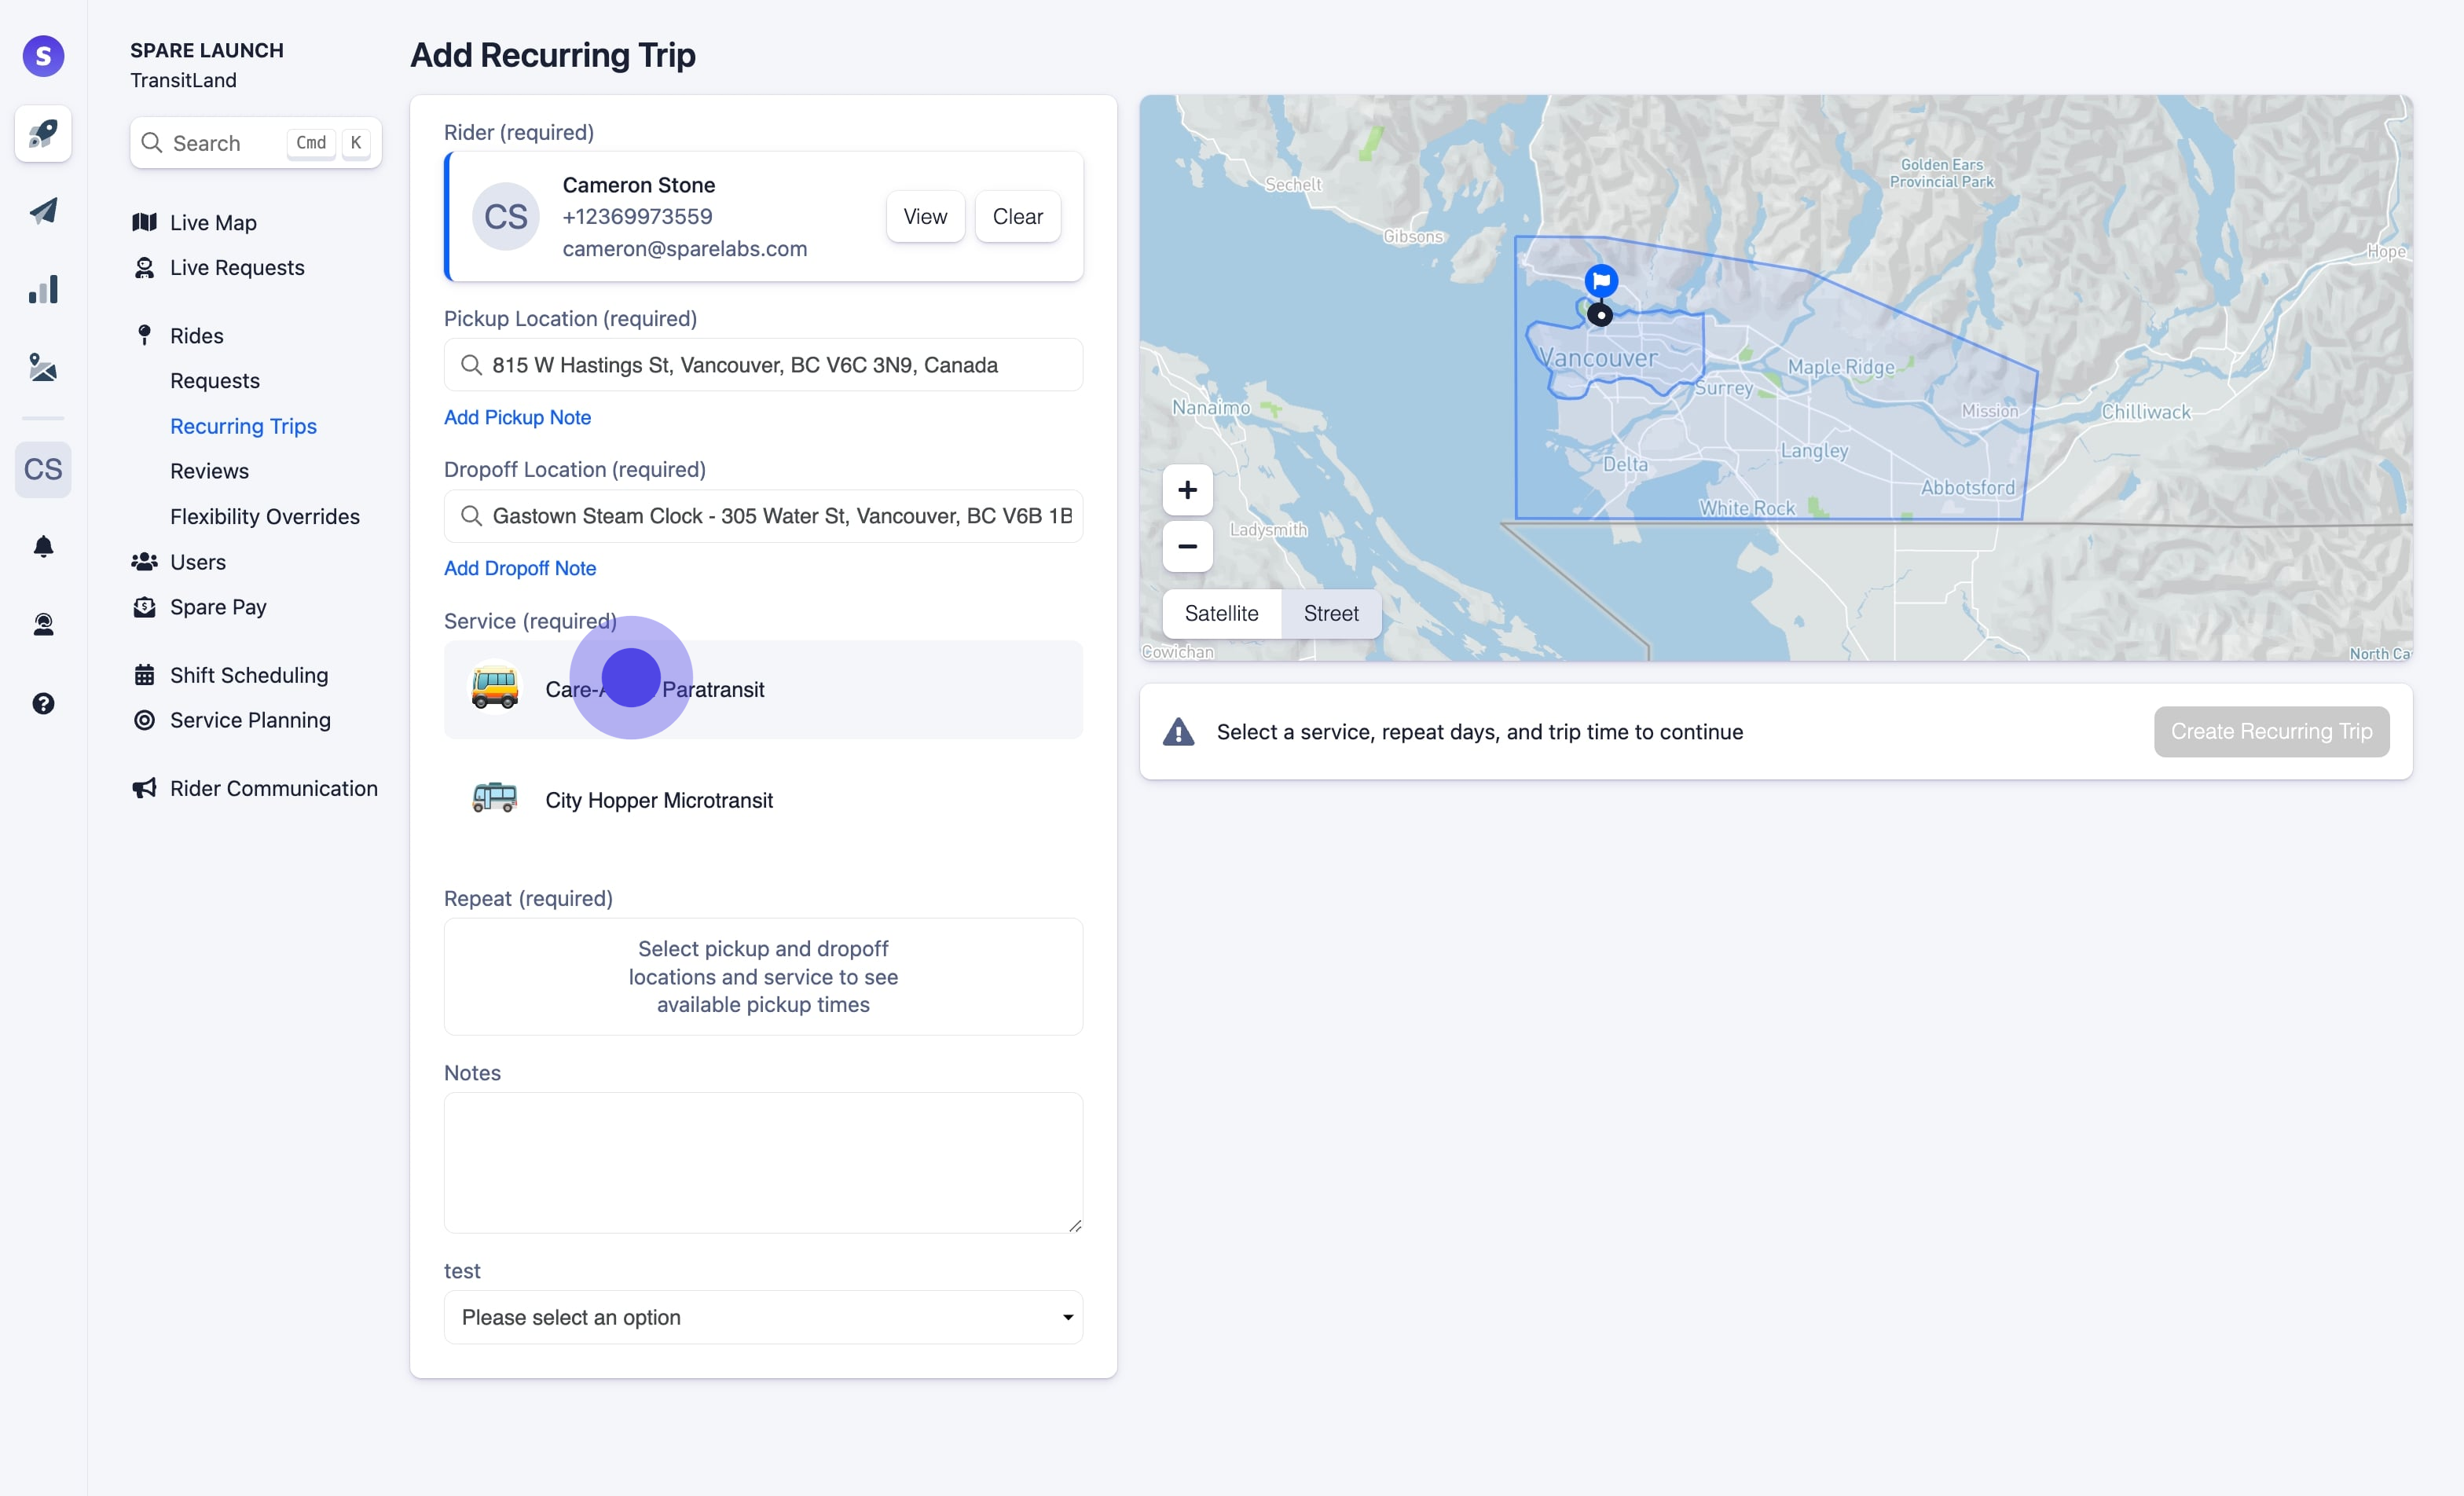 S
CS
SPARE LAUNCH
TransitLand
Search Cmd K
Live Map
Live Requests
Rides
Requests
Recurring Trips
Reviews
Flexibility Overrides
Users
Spare Pay
Shift Scheduling
Service Planning
Rider Communication
Add Recurring Trip
Rider (required)
CS
Cameron Stone
+12369973559
cameron@sparelabs.com
View
Clear
Pickup Location (required)
815 W Hastings St, Vancouver, BC V6C 3N9, Canada
Add Pickup Note
Dropoff Location (required)
Gastown Steam Clock - 305 Water St, Vancouver, BC V6B 1B
Add Dropoff Note
Service (required)
Paratransit
City Hopper Microtransit
Repeat (required)
Select pickup and dropoff
locations and service to see
available pickup times
Notes
test
Please select an option
Sechelt
Golden Ears
Provincial Park
Gibsons
Hope
Vancouver
Maple Ridge
Surrey
Nanaimo
Mission
Chilliwack
Langley
Delta
Abbotsford
White Rock
Ladysmith
Cowichan
North Ca
+
−
Satellite
Street
Select a service, repeat days, and trip time to continue
Create Recurring Trip